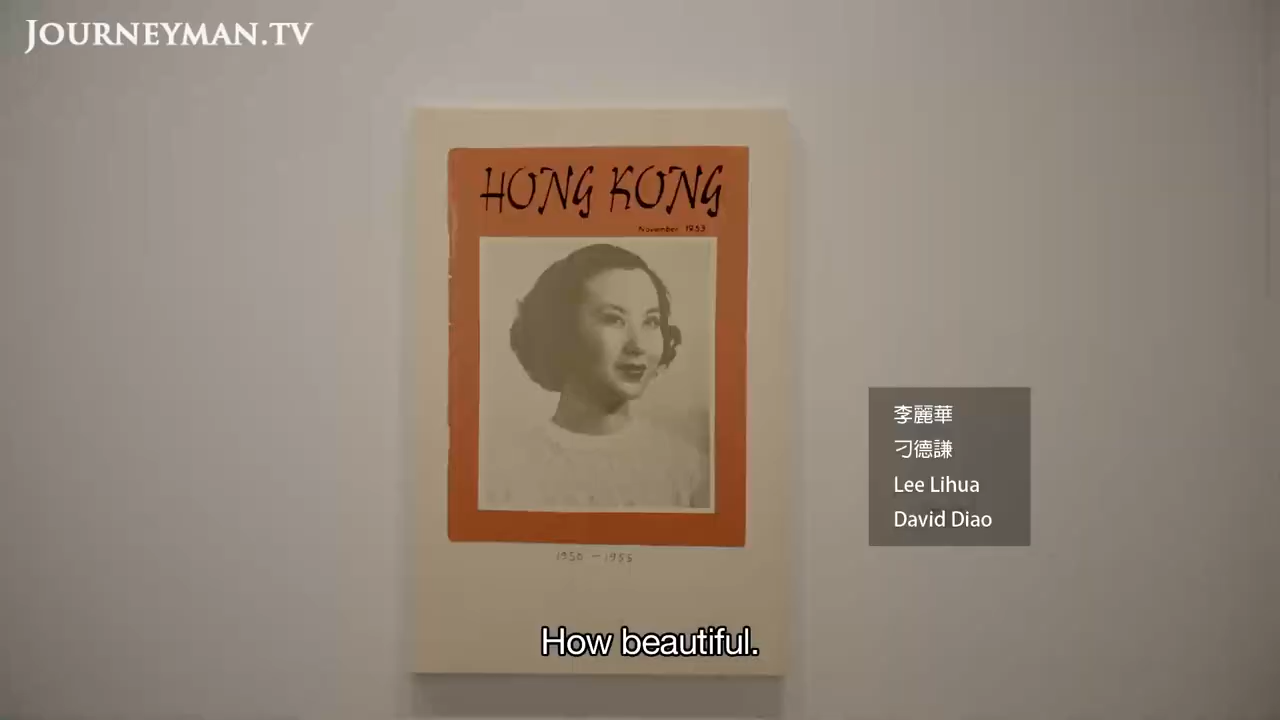 JOURNEYMAN.TV
HONG KONG
November 1953
李麗華
刁德謙
Lee Lihua
David Diao
1950 – 1955
How beautiful.